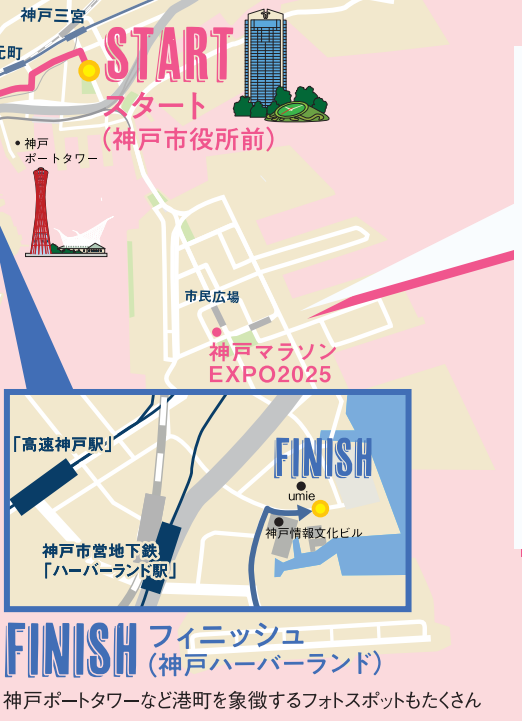 神戸三宮
元町
START
スタート
(神戸市役所前)
神戸
ポートタワー
市民広場
神戸マラソン
EXPO2025
「高速神戸駅」
FINISH
umie
神戸情報文化ビル
神戸市営地下鉄
「ハーバーランド駅」
FINISH フィニッシュ
(神戸ハーバーランド)
神戸ポートタワーなど港町を象徴するフォトスポットもたくさん